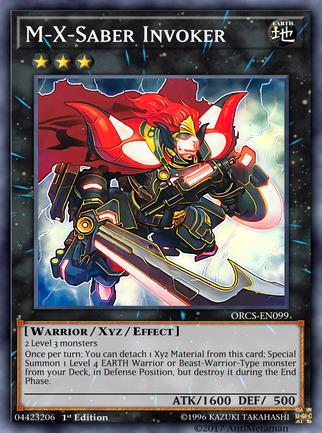 M-X-Saber Invoker
EARTH
地
ORCS-EN099
[Warrior / Xyz / Effect]
2 Level 3 monsters
Once per turn: You can detach 1 Xyz Material from this card; Special
Summon 1 Level 4 EARTH Warrior or Beast-Warrior-Type monster
from your Deck, in Defense Position, but destroy it during the End
Phase.
ATK/1600 DEF/ 500
04423206 1st Edition ©1996 KAZUKI TAKAHASHI
©2017 AntiMetaman